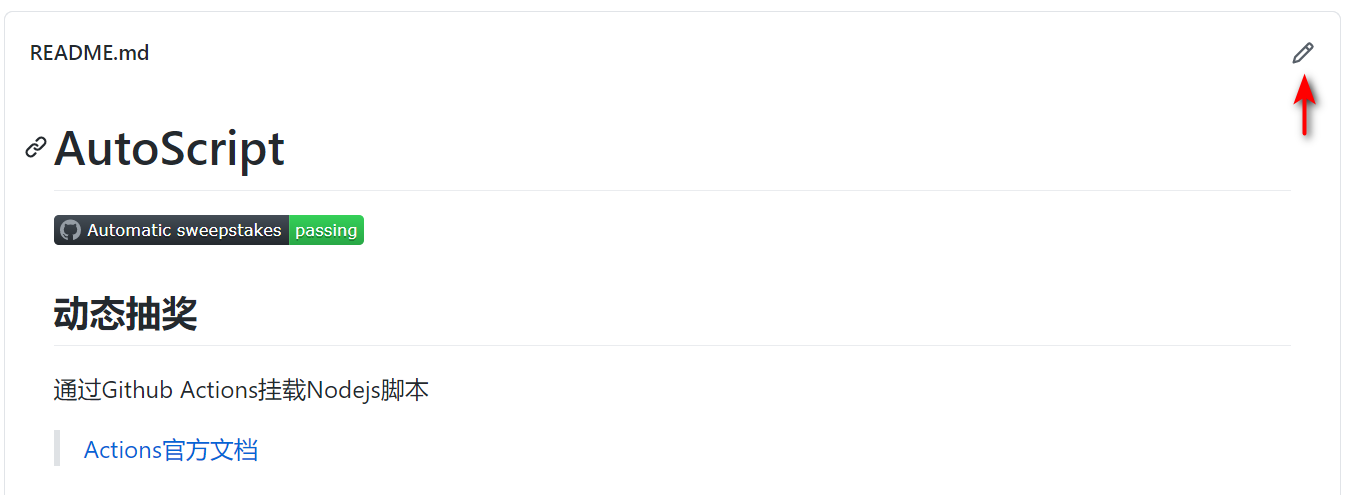 README.md
AutoScript
Automatic sweepstakes passing
动态抽奖
通过Github Actions挂载Nodejs脚本
Actions官方文档